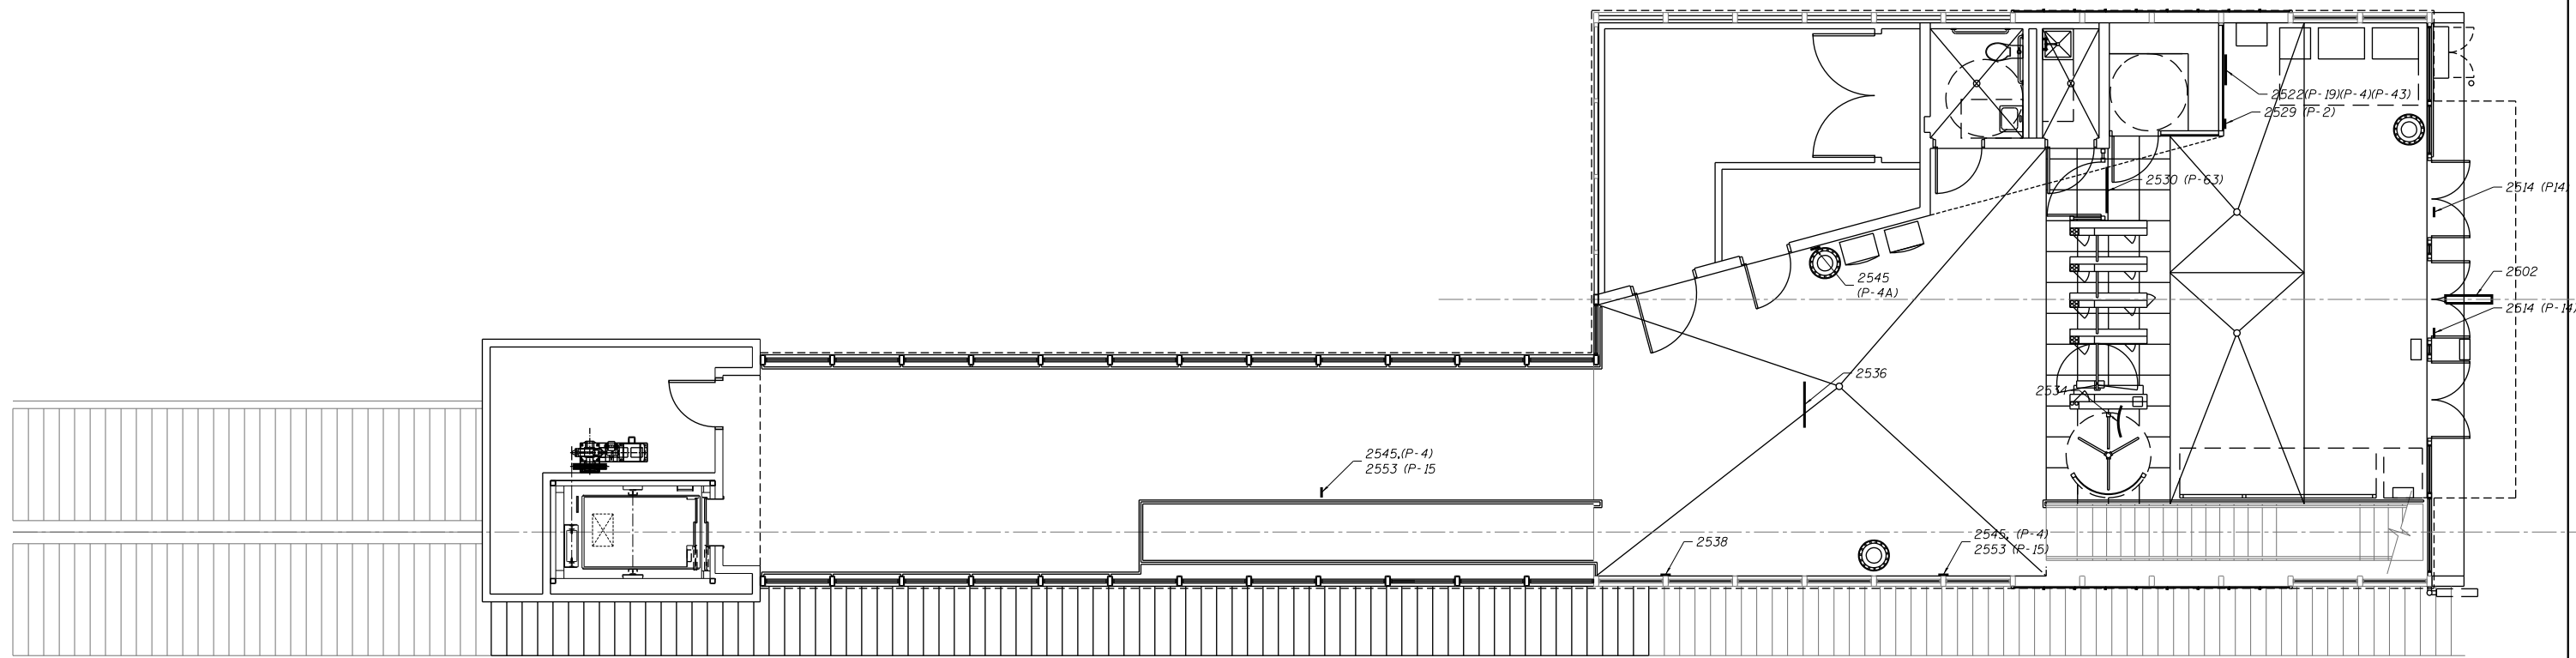 2522(P-19)(P-4)(P-43)
2529 (P-2)
2530 (P-63)
2514 (P14)
2545
(P-4A)
2602
2614 (P-14)
2536
2534
2545,(P-4)
2553 (P-15
2538
2545, (P-4)
2553 (P-15)